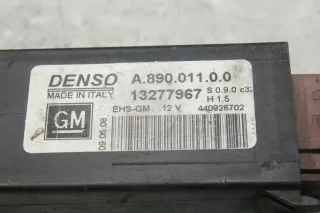 DENSO A.890.011.0.0
MADE IN ITALY 13277967 S 0.9.0 c32
H 1.5
GM EHS-GM 12 V 440926702
09.05.08